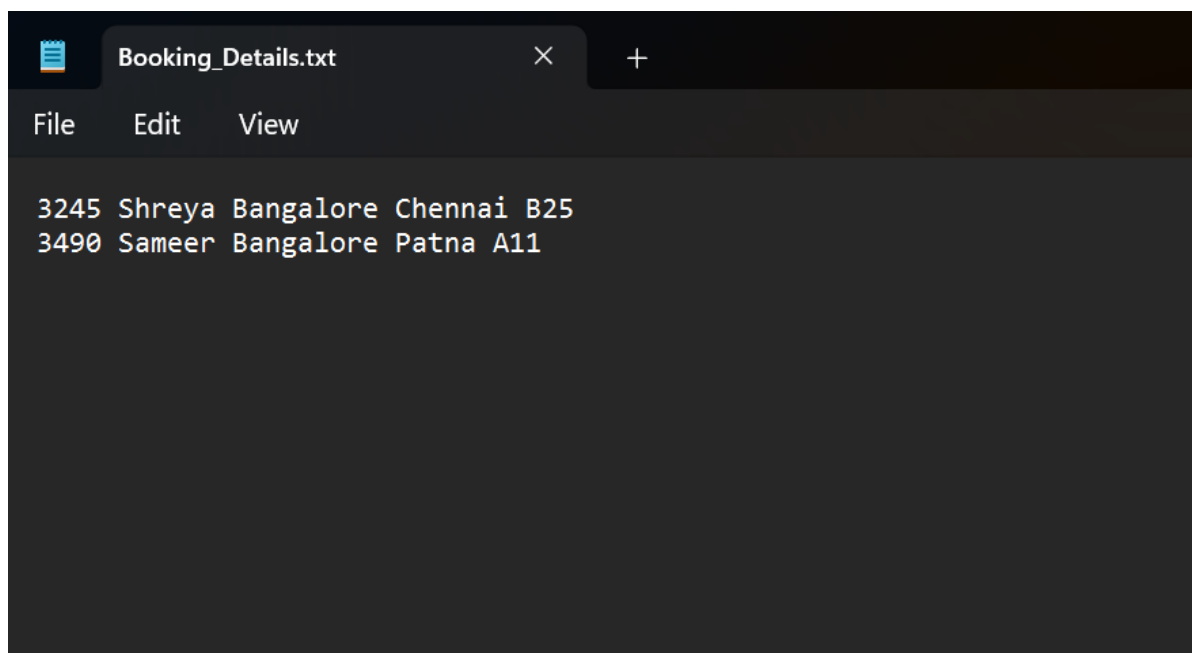 Booking_Details.txt
File Edit View
3245 Shreya Bangalore Chennai B25
3490 Sameer Bangalore Patna A11